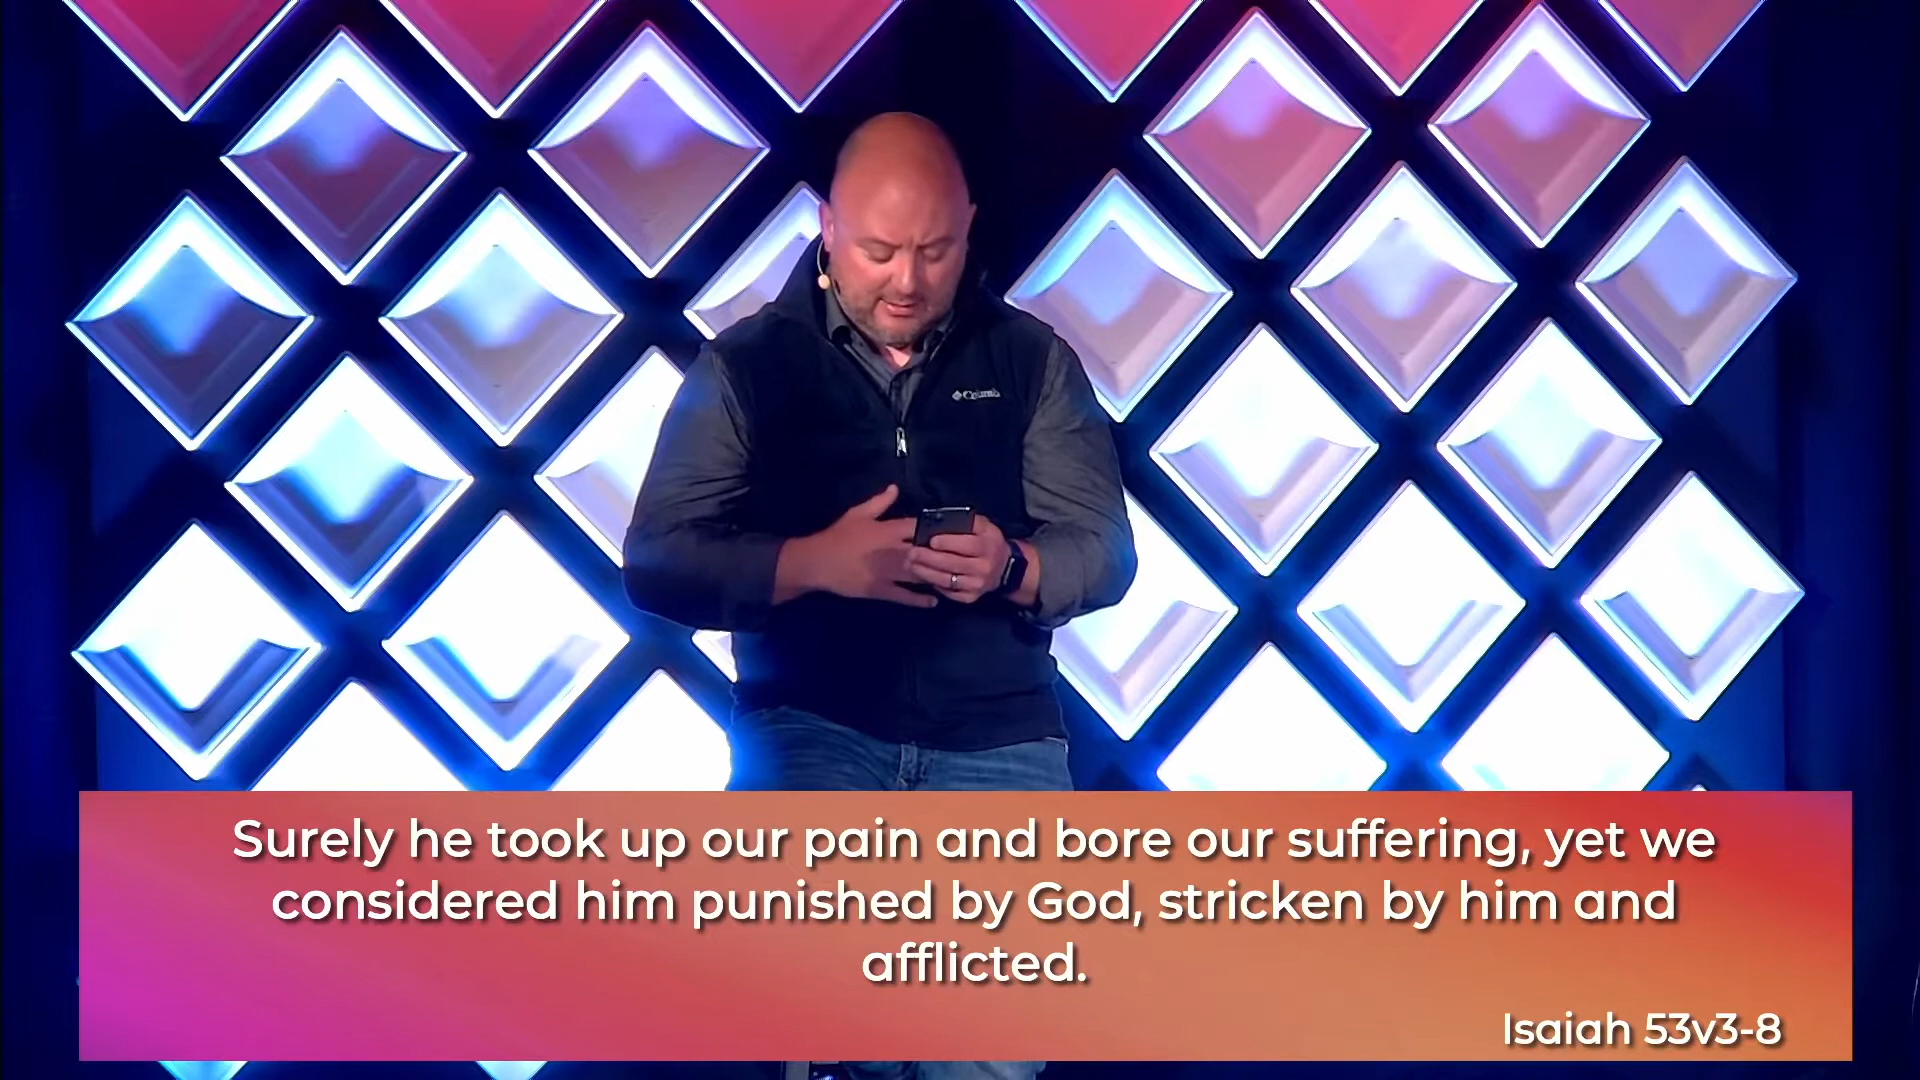 Columbia
Surely he took up our pain and bore our suffering, yet we
considered him punished by God, stricken by him and
afflicted.
Isaiah 53v3-8